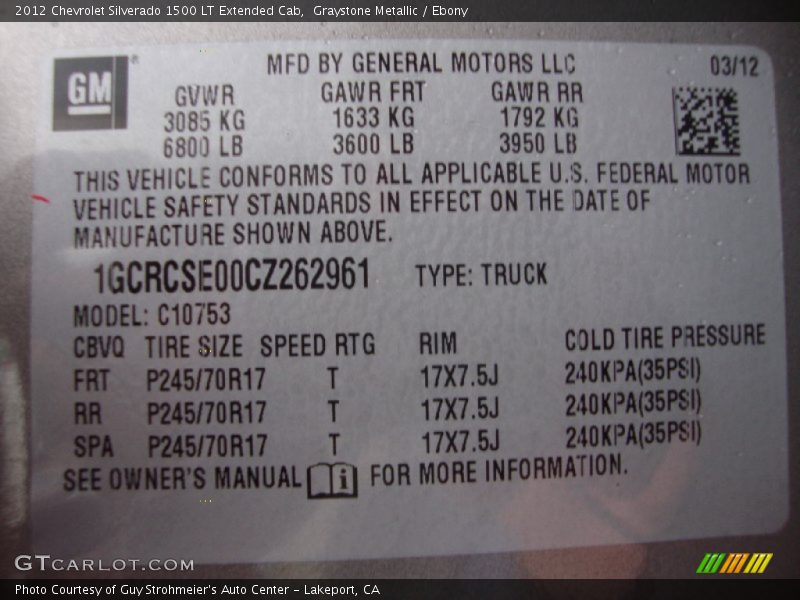 2012 Chevrolet Silverado 1500 LT Extended Cab,  Graystone Metallic / Ebony
GM
MFD BY GENERAL MOTORS LLC
03/12
GVWR GAWR FRT GAWR RR
3085 KG 1633 KG 1792 KG
6800 LB 3600 LB 3950 LB
THIS VEHICLE CONFORMS TO ALL APPLICABLE U.S. FEDERAL MOTOR
VEHICLE SAFETY STANDARDS IN EFFECT ON THE DATE OF
MANUFACTURE SHOWN ABOVE.
1GCRCSE00CZ262961 TYPE: TRUCK
MODEL: C10753
CBVQ TIRE SIZE SPEED RTG RIM COLD TIRE PRESSURE
FRT P245/70R17 T 17X7.5J 240KPA(35PSI)
RR P245/70R17 T 17X7.5J 240KPA(35PSI)
SPA P245/70R17 T 17X7.5J 240KPA(35PSI)
SEE OWNER'S MANUAL i FOR MORE INFORMATION.
GTCARLOT.COM
Photo Courtesy of Guy Strohmeier's Auto Center – Lakeport, CA